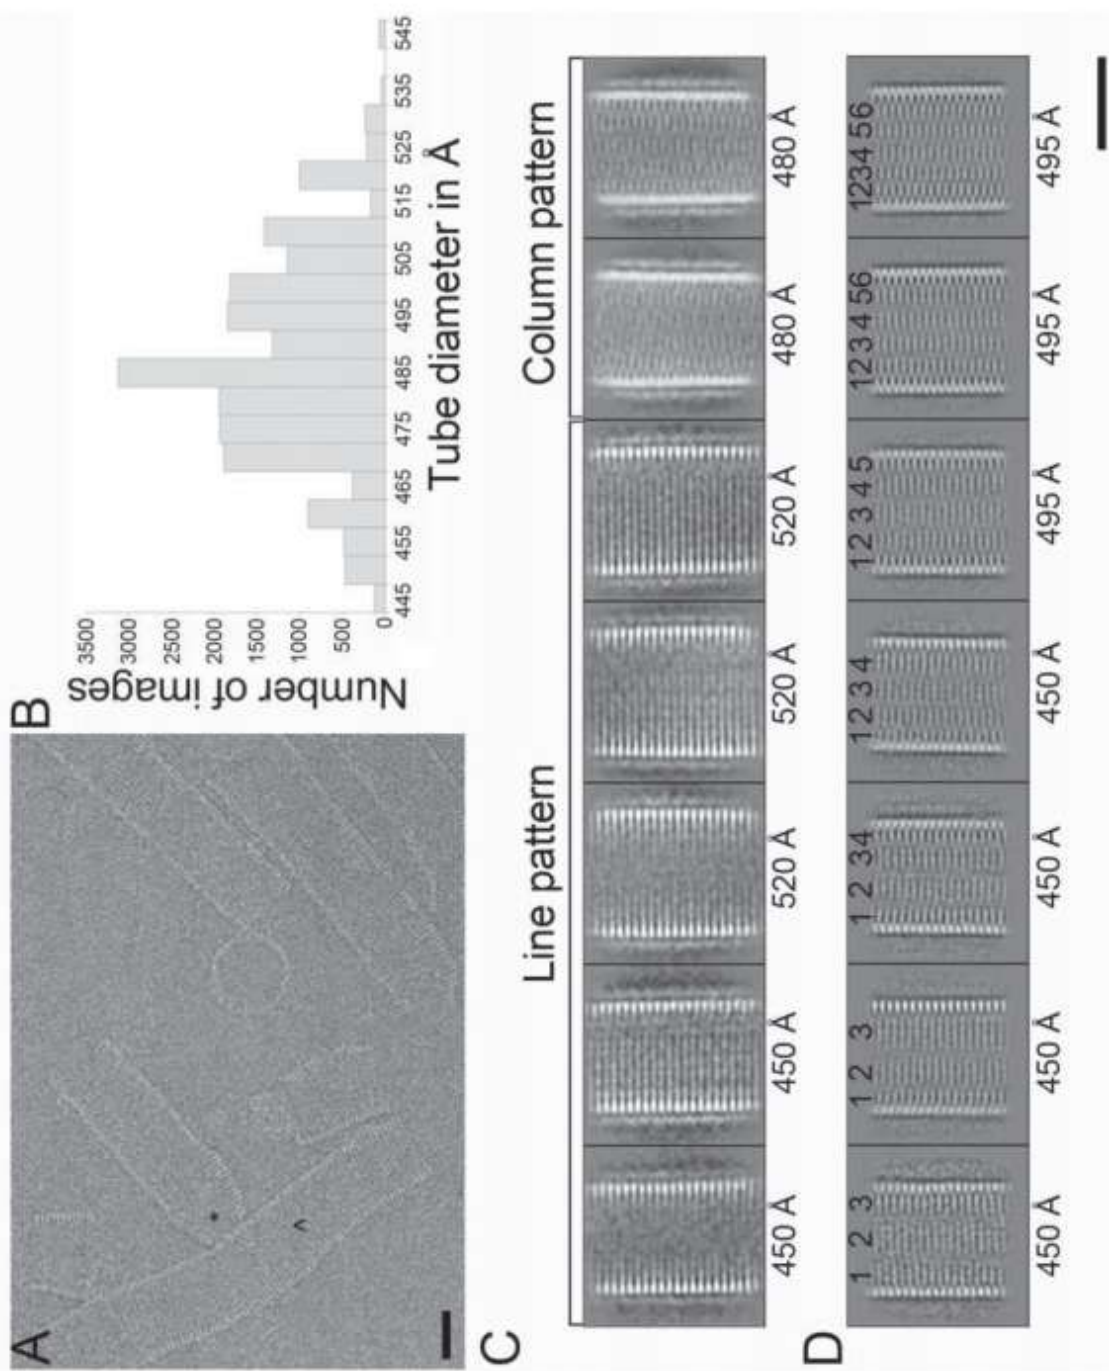 A
*
^
B
Number of images
3500
3000
2500
2000
1500
1000
500
0
445 455 465 475 485 495 505 515 525 535 545
Tube diameter in Å
C
Line pattern Column pattern
450 Å 450 Å 520 Å 520 Å 520 Å 480 Å 480 Å
D
1 2 3 1 2 3 1 2 34 1 2 3 4 1 2 3 4 5 12 3 4 56 1234 56
450 Å 450 Å 450 Å 450 Å 495 Å 495 Å 495 Å